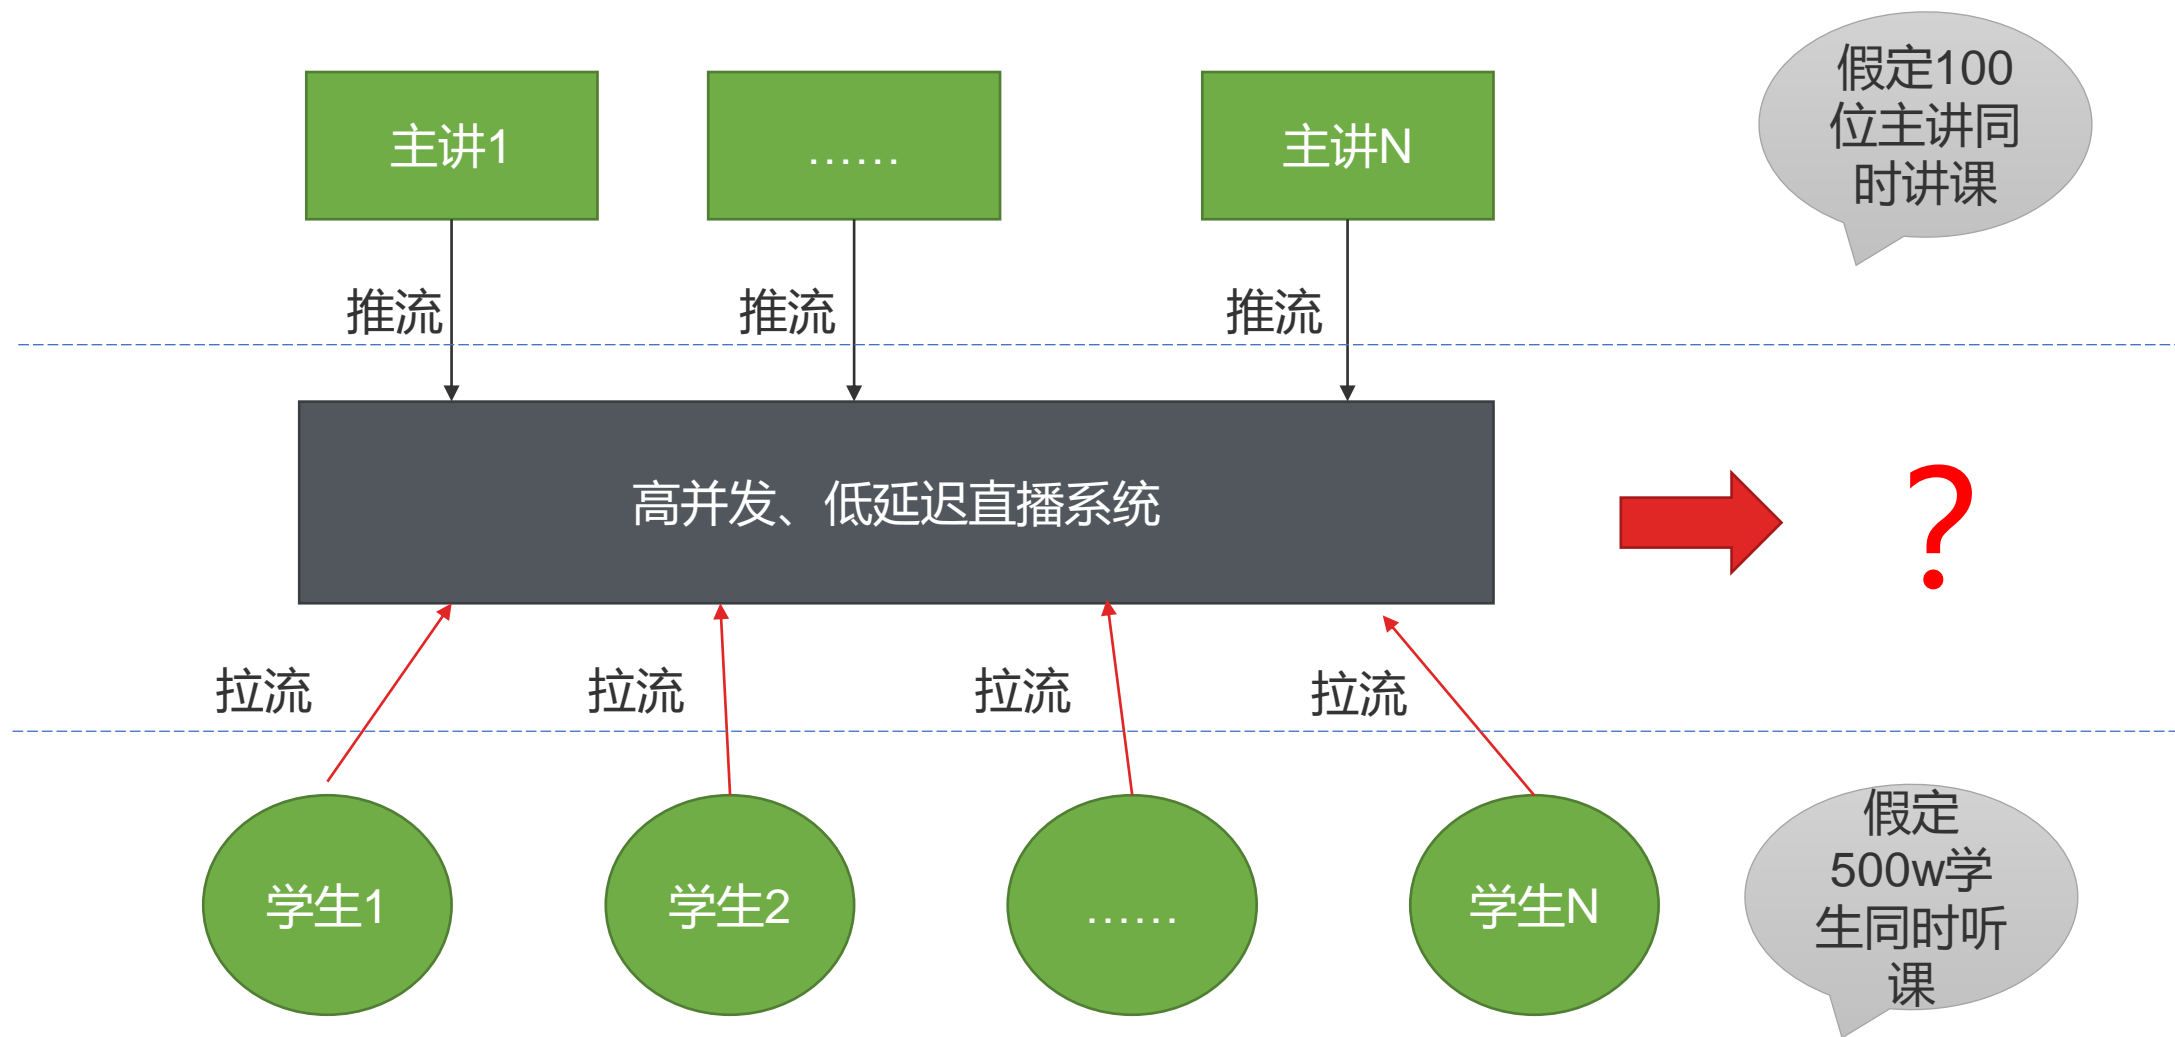 假定100
位主讲同
时讲课
主讲1
……
主讲N
推流
推流
推流
高并发、低延迟直播系统
?
拉流
拉流
拉流
拉流
学生1
学生2
……
学生N
假定
500w学
生同时听
课